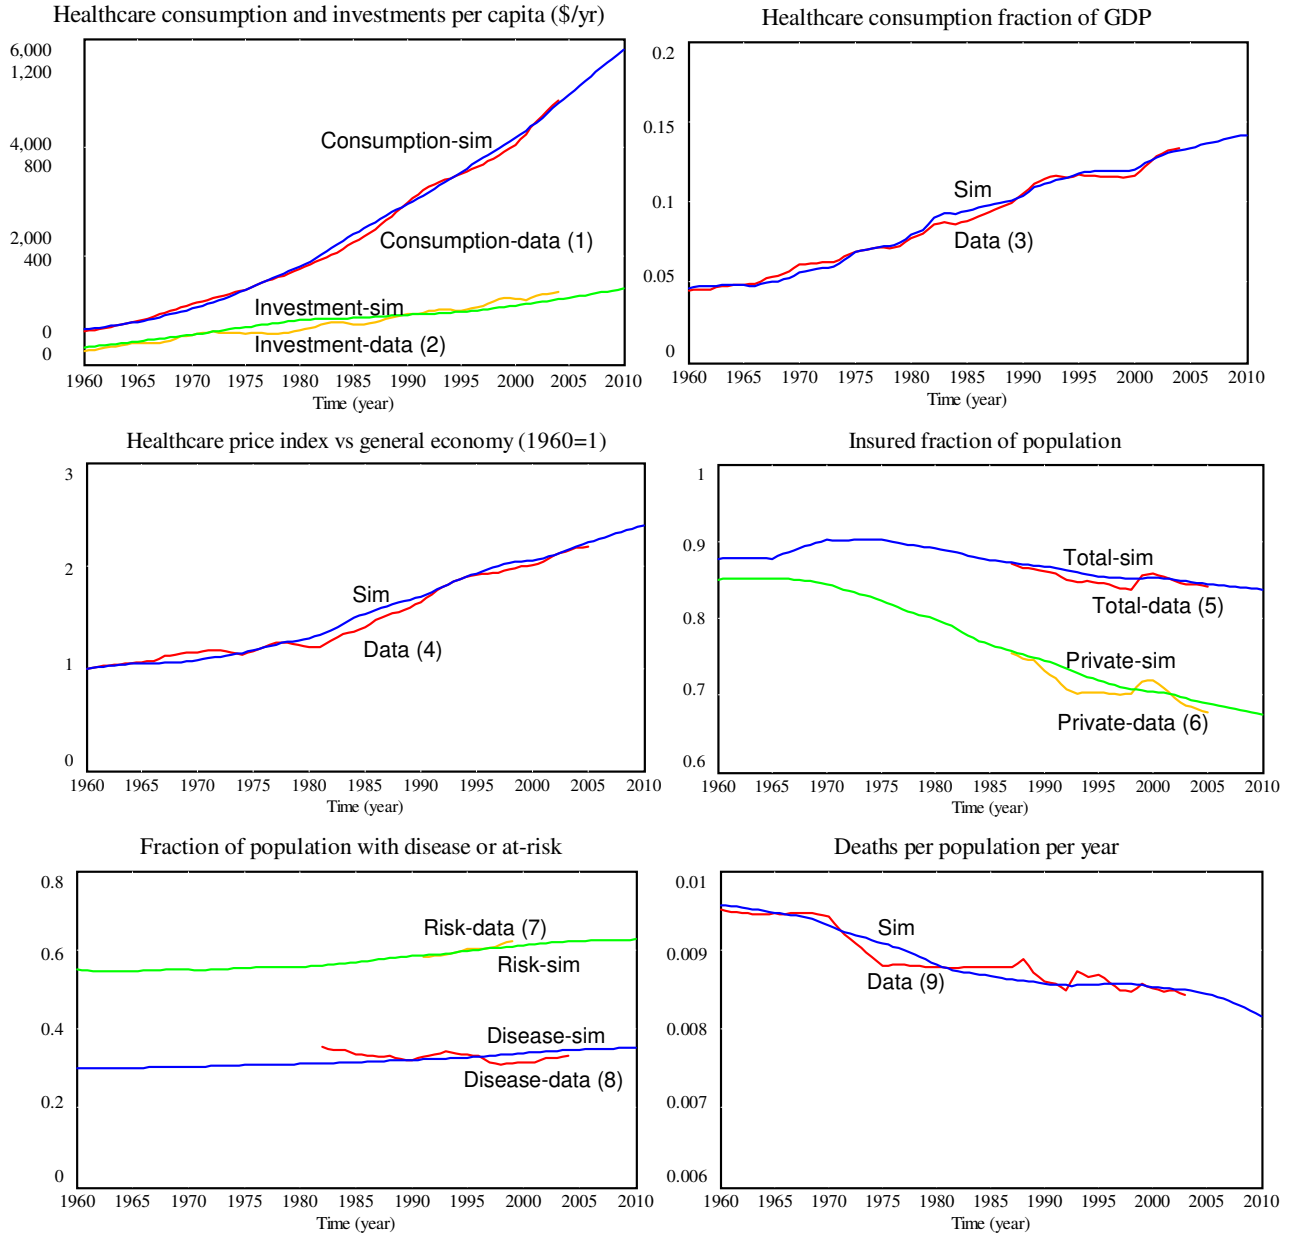 Healthcare consumption and investments per capita ($/yr)
6,000
1,200
4,000
800
2,000
400
0
0
Consumption-sim
Consumption-data (1)
Investment-sim
Investment-data (2)
1960 1965 1970 1975 1980 1985 1990 1995 2000 2005 2010
Time (year)
Healthcare consumption fraction of GDP
0.2
0.15
0.1
0.05
0
Sim
Data (3)
1960 1965 1970 1975 1980 1985 1990 1995 2000 2005 2010
Time (year)
Healthcare price index vs general economy (1960=1)
3
2
1
0
Sim
Data (4)
1960 1965 1970 1975 1980 1985 1990 1995 2000 2005 2010
Time (year)
Insured fraction of population
1
0.9
0.8
0.7
0.6
Total-sim
Total-data (5)
Private-sim
Private-data (6)
1960 1965 1970 1975 1980 1985 1990 1995 2000 2005 2010
Time (year)
Fraction of population with disease or at-risk
0.8
0.6
0.4
0.2
0
Risk-data (7)
Risk-sim
Disease-sim
Disease-data (8)
1960 1965 1970 1975 1980 1985 1990 1995 2000 2005 2010
Time (year)
Deaths per population per year
0.01
0.009
0.008
0.007
0.006
Sim
Data (9)
1960 1965 1970 1975 1980 1985 1990 1995 2000 2005 2010
Time (year)